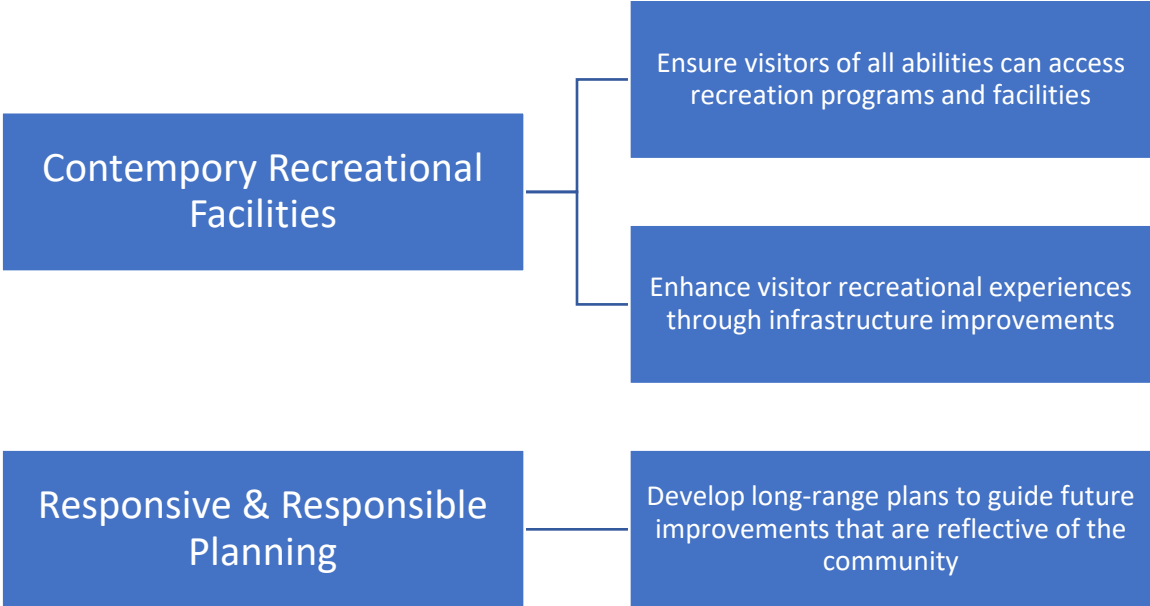 Contempory Recreational
Facilities
Ensure visitors of all abilities can access
recreation programs and facilities
Enhance visitor recreational experiences
through infrastructure improvements
Responsive & Responsible
Planning
Develop long-range plans to guide future
improvements that are reflective of the
community